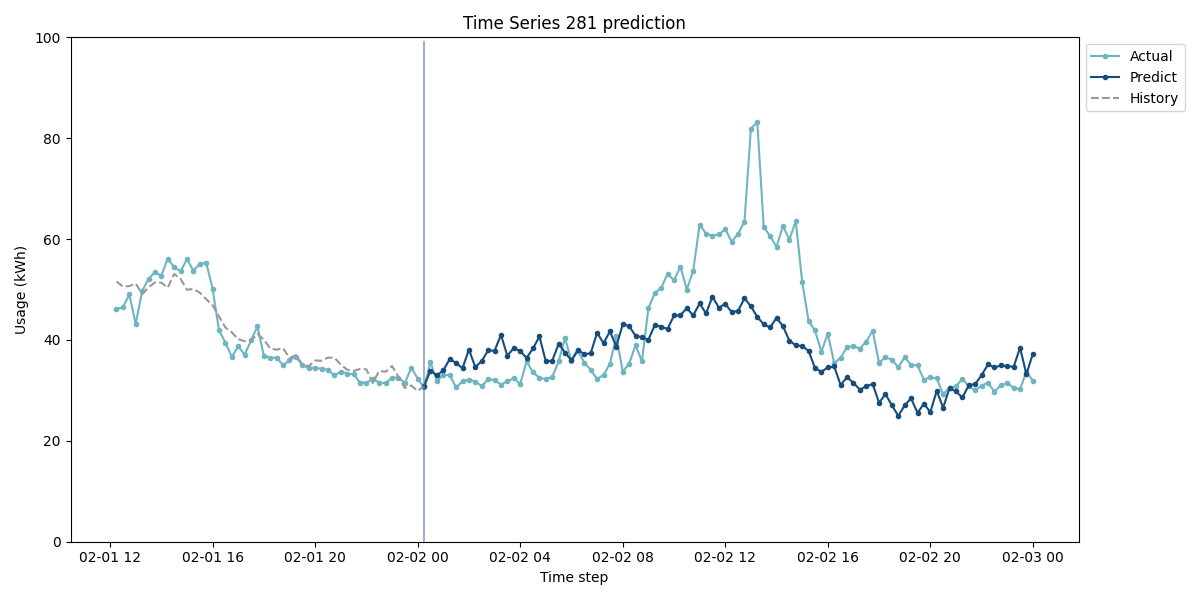 Time Series 281 prediction
Usage (kWh)
100
80
60
40
20
0
02-01 12
02-01 16
02-01 20
02-02 00
02-02 04
02-02 08
02-02 12
02-02 16
02-02 20
02-03 00
Time step
Actual
Predict
History